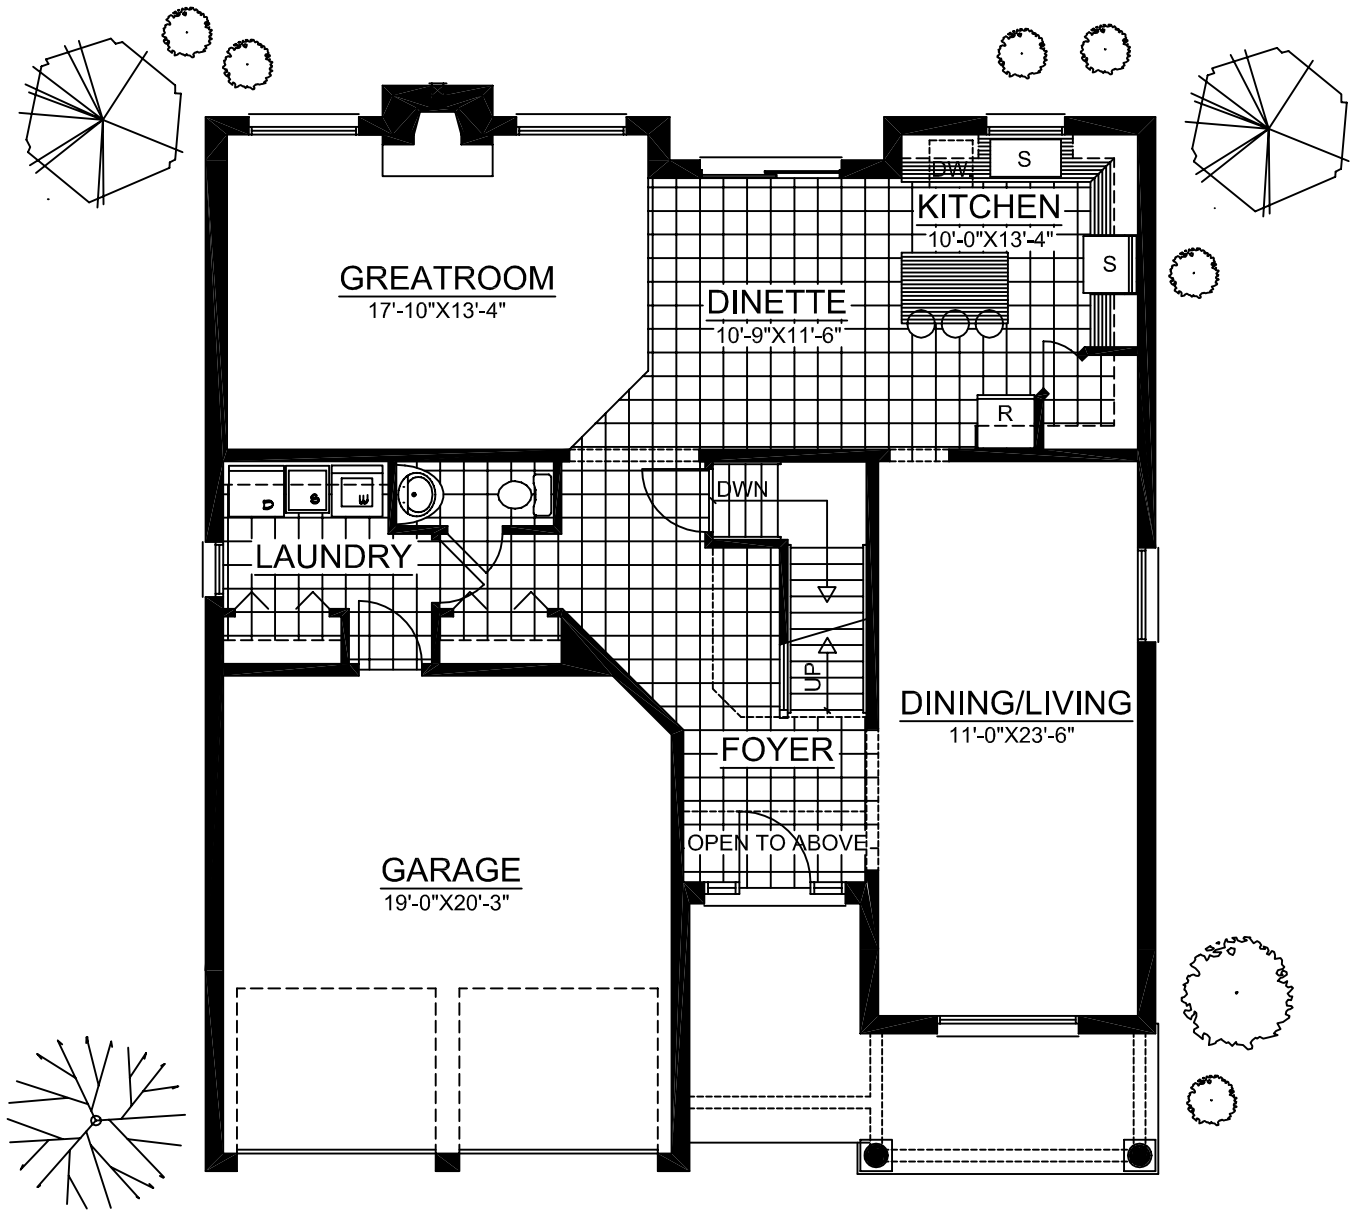 S
DW.
KITCHEN
10'-0"X13'-4"
S
GREATROOM
17'-10"X13'-4"
DINETTE
10'-9"X11'-6"
R
DWN
D
S
W
LAUNDRY
UP
DINING/LIVING
11'-0"X23'-6"
FOYER
OPEN TO ABOVE
GARAGE
19'-0"X20'-3"